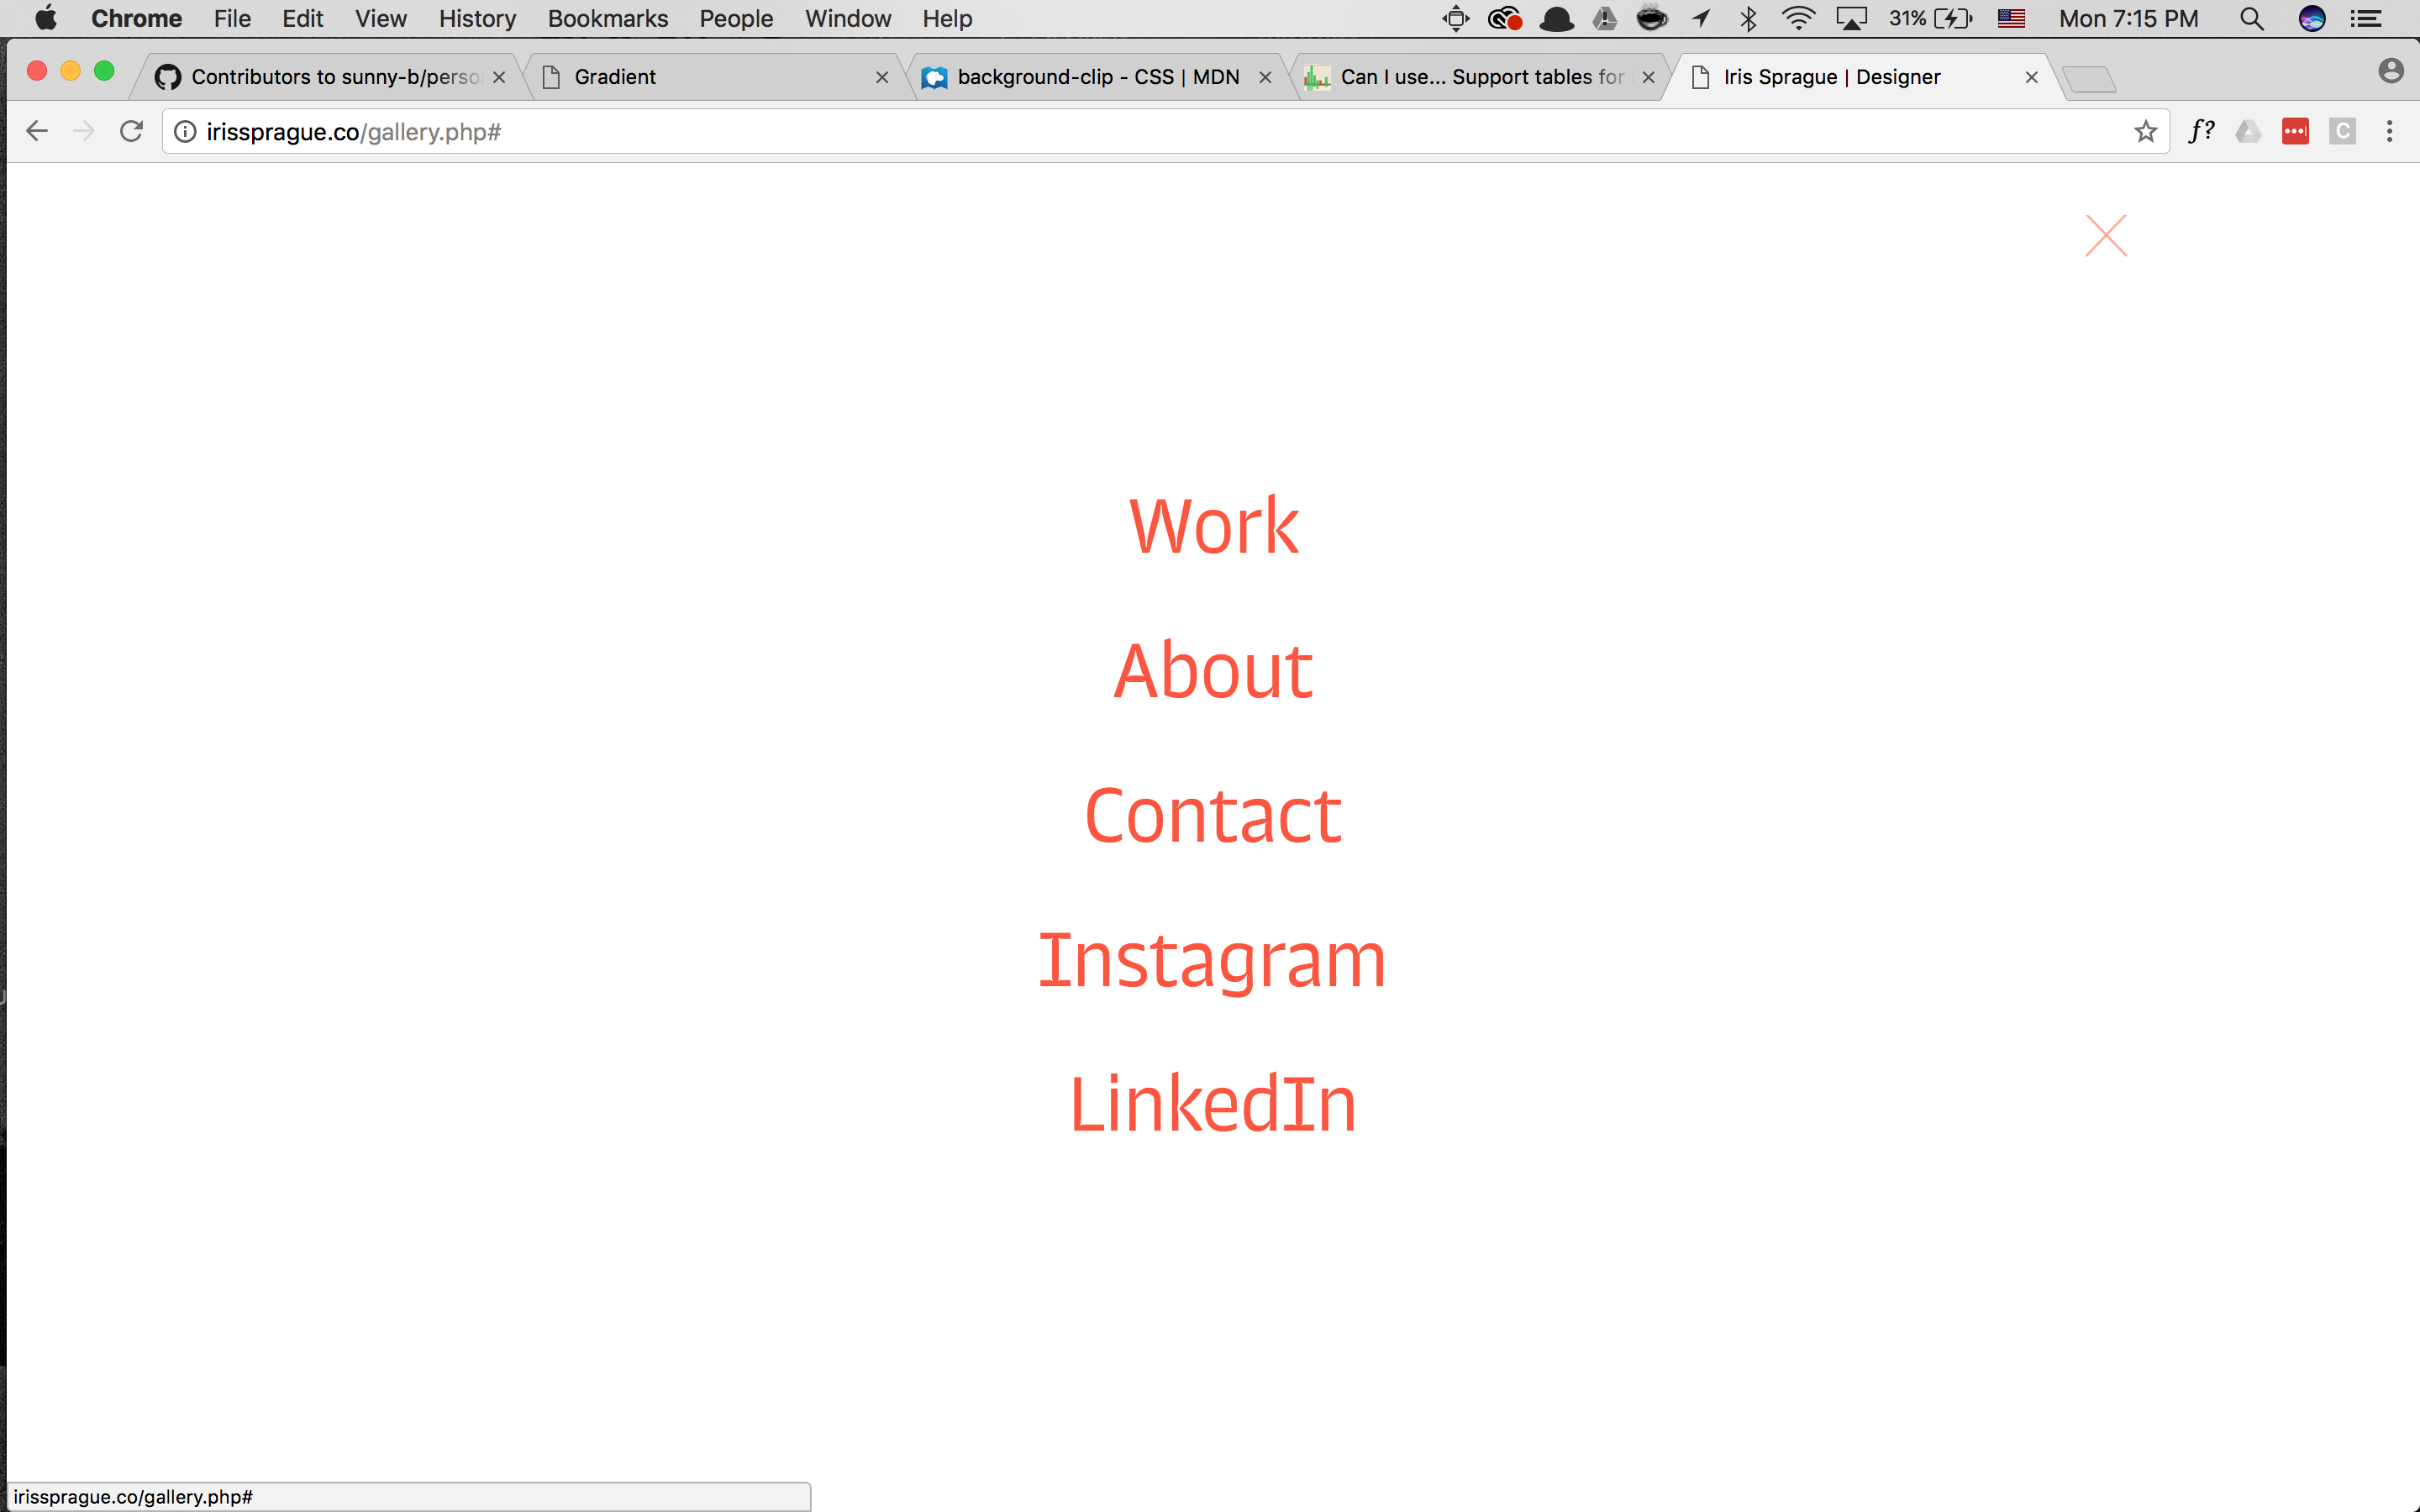 Chrome File Edit View History Bookmarks People Window Help 31% Mon 7:15 PM
Contributors to sunny-b/perso Gradient background-clip - CSS | MDN Can I use... Support tables for Iris Sprague | Designer
irissprague.co/gallery.php# f? C
Work
About
Contact
Instagram
LinkedIn
irissprague.co/gallery.php#